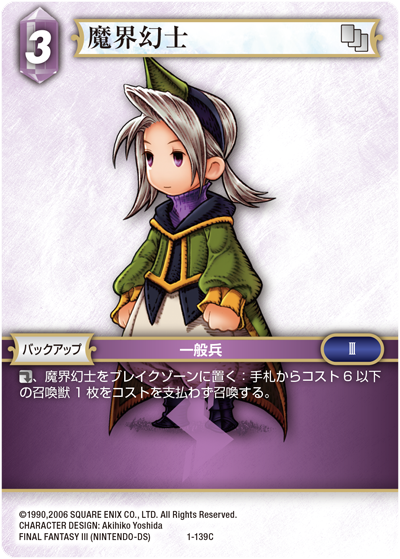 3
魔界幻士
バックアップ
一般兵
Ⅲ
、魔界幻士をブレイクゾーンに置く：手札からコスト6以下
の召喚獣1枚をコストを支払わず召喚する。
©1990,2006 SQUARE ENIX CO., LTD. All Rights Reserved.
CHARACTER DESIGN: Akihiko Yoshida
FINAL FANTASY III (NINTENDO-DS)
1-139C